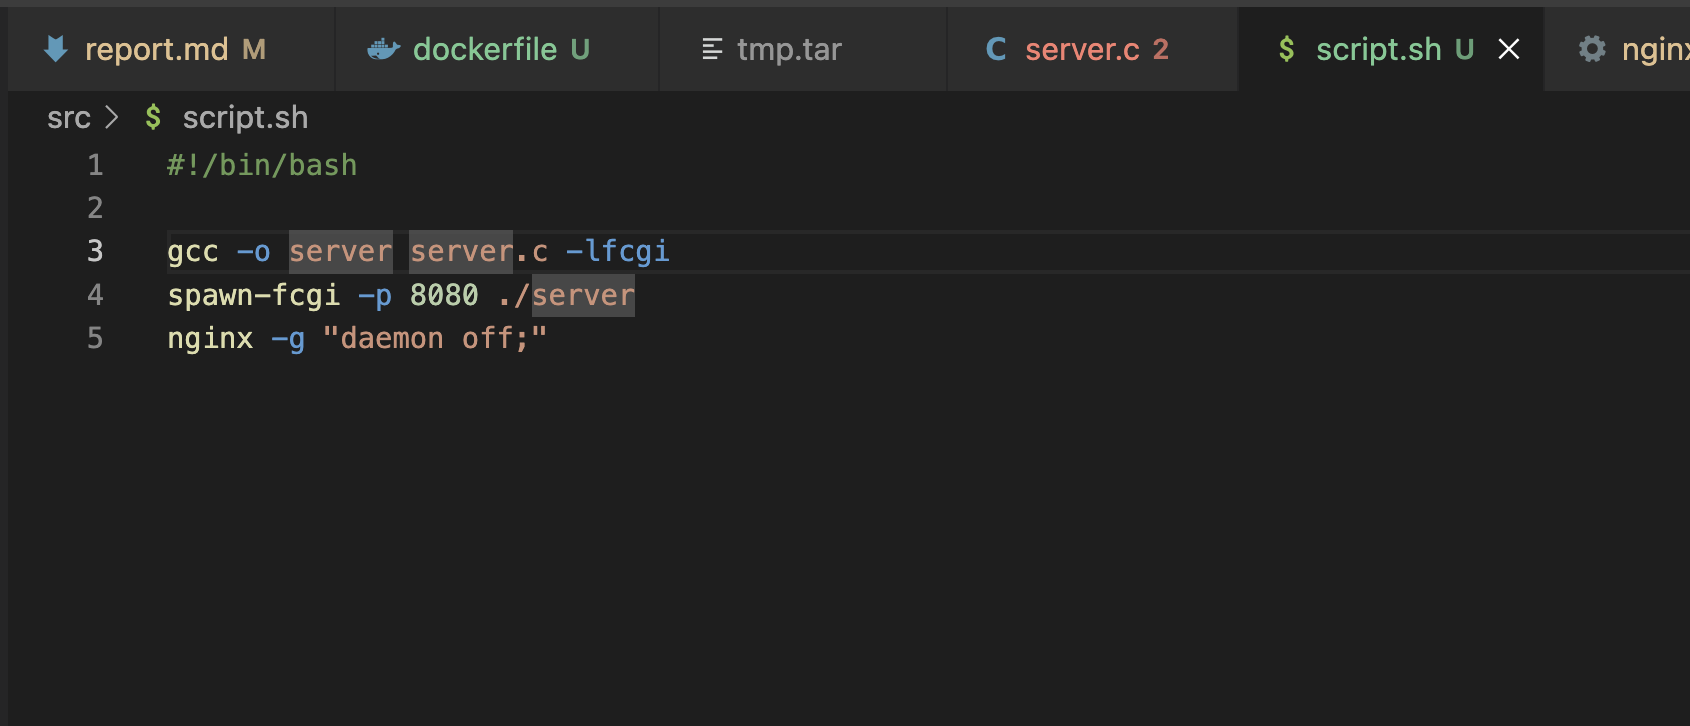 report.md M dockerfile U tmp.tar C server.c 2 $ script.sh U nginx
src > $ script.sh
1 #!/bin/bash
2
3 gcc -o server server.c -lfcgi
4 spawn-fcgi -p 8080 ./server
5 nginx -g "daemon off;"